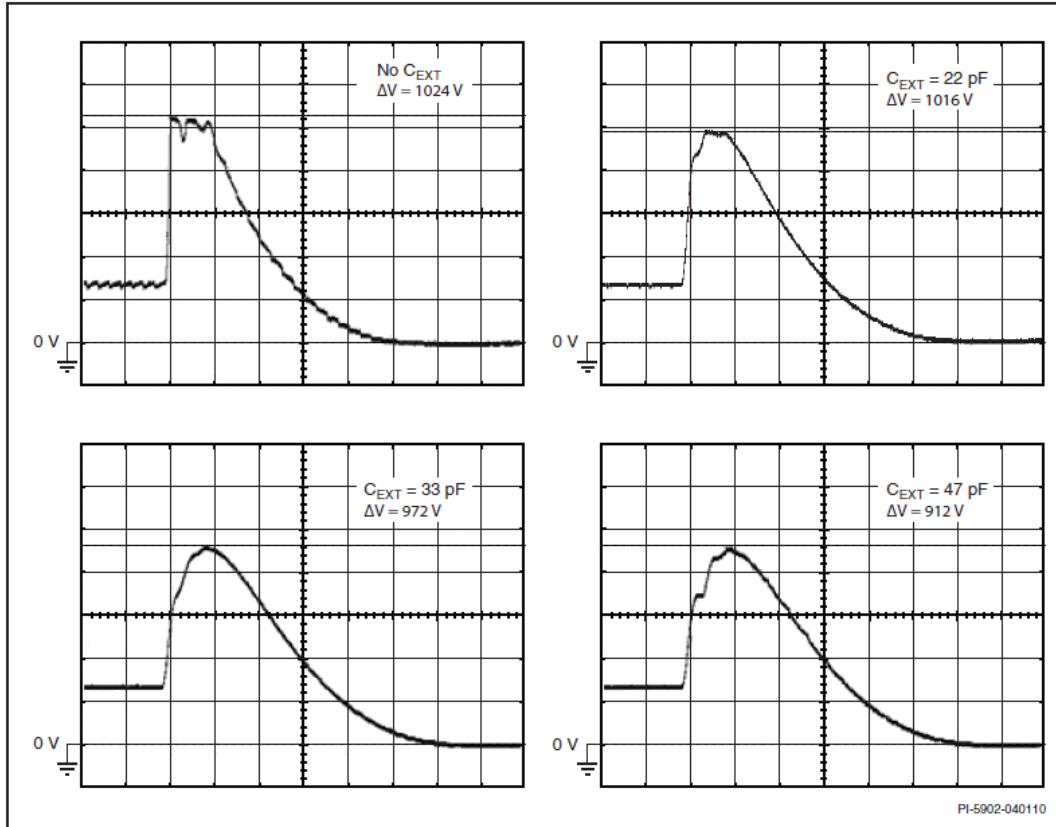 No CEXT
ΔV = 1024 V
0 V
CEXT = 22 pF
ΔV = 1016 V
0 V
CEXT = 33 pF
ΔV = 972 V
0 V
CEXT = 47 pF
ΔV = 912 V
0 V
PI-5902-040110